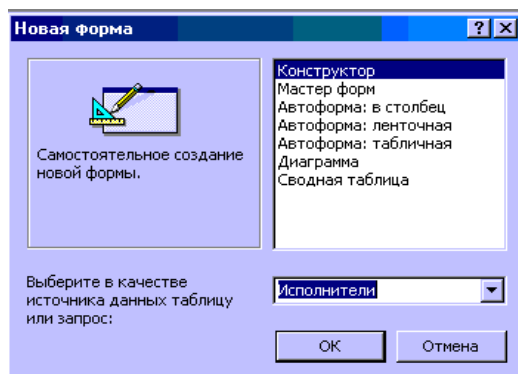 Новая форма
Самостоятельное создание
новой формы.
Конструктор
Мастер форм
Автоформа: в столбец
Автоформа: ленточная
Автоформа: табличная
Диаграмма
Сводная таблица
Выберите в качестве
источника данных таблицу
или запрос:
Исполнители
ОК
Отмена